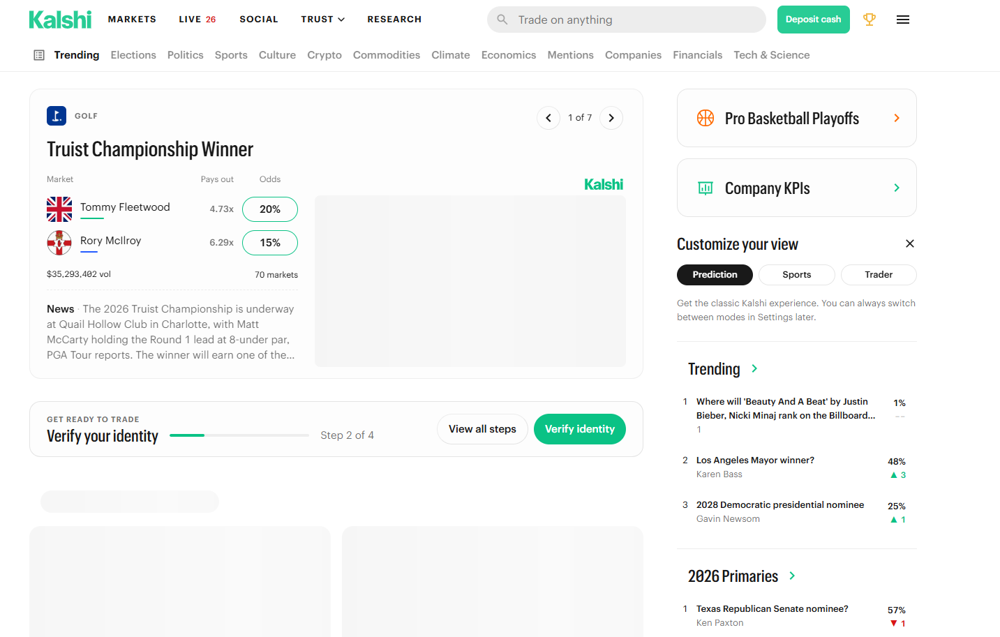 Kalshi
MARKETS
LIVE 26
SOCIAL
TRUST
RESEARCH
Trade on anything
Deposit cash
Trending
Elections
Politics
Sports
Culture
Crypto
Commodities
Climate
Economics
Mentions
Companies
Financials
Tech & Science
GOLF
1 of 7
Truist Championship Winner
Market
Pays out
Odds
Kalshi
Tommy Fleetwood
4.73x
20%
Rory McIlroy
6.29x
15%
$35,293,402 vol
70 markets
News · The 2026 Truist Championship is underway
at Quail Hollow Club in Charlotte, with Matt
McCarty holding the Round 1 lead at 8-under par,
PGA Tour reports. The winner will earn one of the...
GET READY TO TRADE
Verify your identity
Step 2 of 4
View all steps
Verify identity
Pro Basketball Playoffs
Company KPIs
Customize your view
Prediction
Sports
Trader
Get the classic Kalshi experience. You can always switch
between modes in Settings later.
Trending
1
Where will 'Beauty And A Beat' by Justin
Bieber, Nicki Minaj rank on the Billboard...
1
1%
--
2
Los Angeles Mayor winner?
Karen Bass
48%
▲ 3
3
2028 Democratic presidential nominee
Gavin Newsom
25%
▲ 1
2026 Primaries
1
Texas Republican Senate nominee?
Ken Paxton
57%
▼ 1